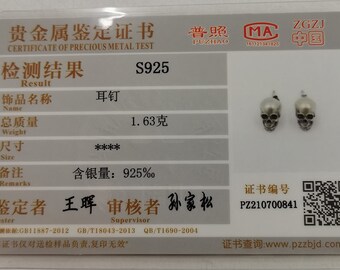 贵金属鉴定证书
CERTIFICATE OF PRECIOUS METAL TEST
普照
PUZHAO
MA
ZGZJ
中国
检测结果 S925
Result
饰品名称 耳钉
总质量 1.63克
尺寸 ****
Size
备注 含银量:925‰
Remarks
鉴定者 王晖 审核者 孙家松
Supervisor
证书编号
PZ210700841
GB11887-2012 GB/T18043-2013 QB/T1690-2004
证书查询:www.pzzbjd.com